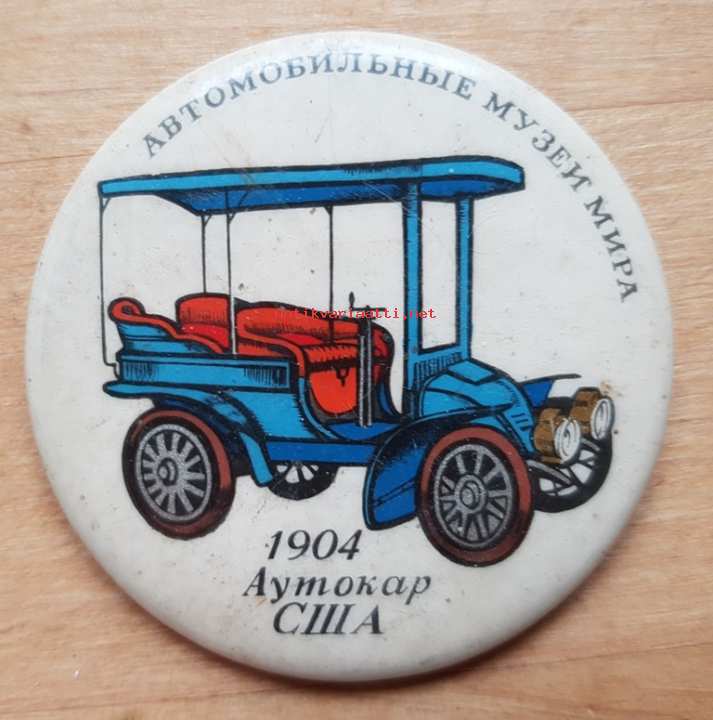 АВТОМОБИЛЬНЫЕ МУЗЕИ МИРА
antikvariaatti.net
1904
Аутокар
США